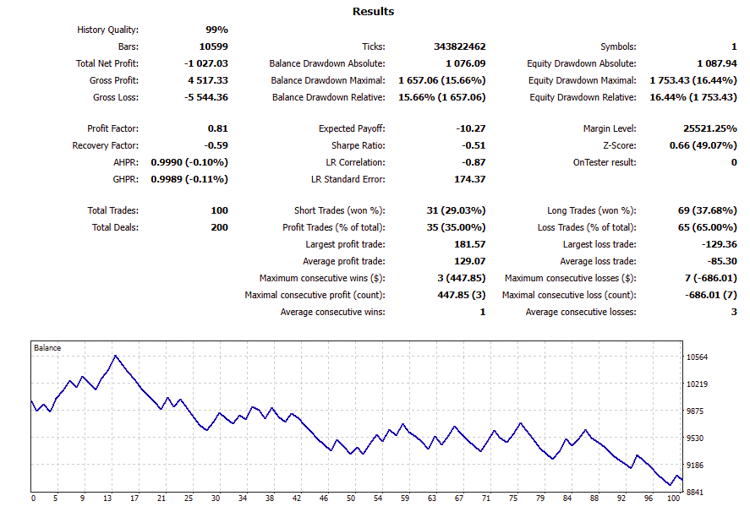 Results
History Quality: 99%
Bars: 10599 Ticks: 343822462 Symbols: 1
Total Net Profit: -1 027.03 Balance Drawdown Absolute: 1 076.09 Equity Drawdown Absolute: 1 087.94
Gross Profit: 4 517.33 Balance Drawdown Maximal: 1 657.06 (15.66%) Equity Drawdown Maximal: 1 753.43 (16.44%)
Gross Loss: -5 544.36 Balance Drawdown Relative: 15.66% (1 657.06) Equity Drawdown Relative: 16.44% (1 753.43)
Profit Factor: 0.81 Expected Payoff: -10.27 Margin Level: 25521.25%
Recovery Factor: -0.59 Sharpe Ratio: -0.51 Z-Score: 0.66 (49.07%)
AHPR: 0.9990 (-0.10%) LR Correlation: -0.87 OnTester result: 0
GHPR: 0.9989 (-0.11%) LR Standard Error: 174.37
Total Trades: 100 Short Trades (won %): 31 (29.03%) Long Trades (won %): 69 (37.68%)
Total Deals: 200 Profit Trades (% of total): 35 (35.00%) Loss Trades (% of total): 65 (65.00%)
Largest profit trade: 181.57 Largest loss trade: -129.36
Average profit trade: 129.07 Average loss trade: -85.30
Maximum consecutive wins ($): 3 (447.85) Maximum consecutive losses ($): 7 (-686.01)
Maximal consecutive profit (count): 447.85 (3) Maximal consecutive loss (count): -686.01 (7)
Average consecutive wins: 1 Average consecutive losses: 3
Balance
10564
10219
9875
9530
9186
8841
0 5 9 13 17 21 25 30 34 38 42 46 50 54 59 63 67 71 75 79 84 88 92 96 100